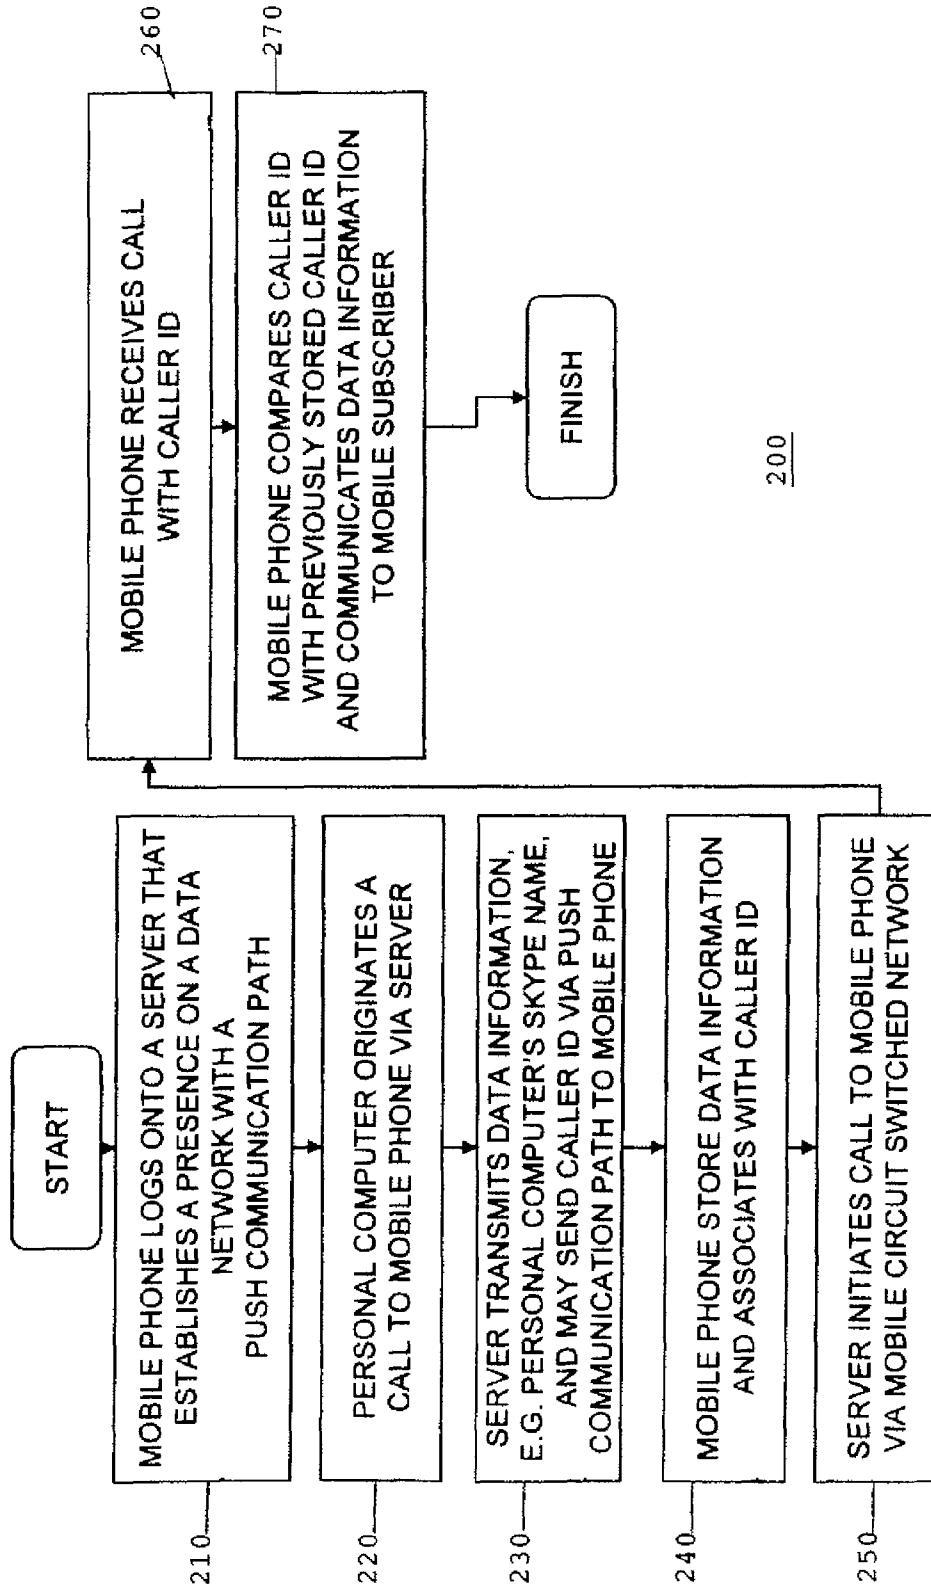 START
MOBILE PHONE LOGS ONTO A SERVER THAT
ESTABLISHES A PRESENCE ON A DATA
NETWORK WITH A
PUSH COMMUNICATION PATH
210
PERSONAL COMPUTER ORIGINATES A
CALL TO MOBILE PHONE VIA SERVER
220
SERVER TRANSMITS DATA INFORMATION,
E.G. PERSONAL COMPUTER'S SKYPE NAME,
AND MAY SEND CALLER ID VIA PUSH
COMMUNICATION PATH TO MOBILE PHONE
230
MOBILE PHONE STORE DATA INFORMATION
AND ASSOCIATES WITH CALLER ID
240
SERVER INITIATES CALL TO MOBILE PHONE
VIA MOBILE CIRCUIT SWITCHED NETWORK
250
MOBILE PHONE RECEIVES CALL
WITH CALLER ID
260
MOBILE PHONE COMPARES CALLER ID
WITH PREVIOUSLY STORED CALLER ID
AND COMMUNICATES DATA INFORMATION
TO MOBILE SUBSCRIBER
270
FINISH
200